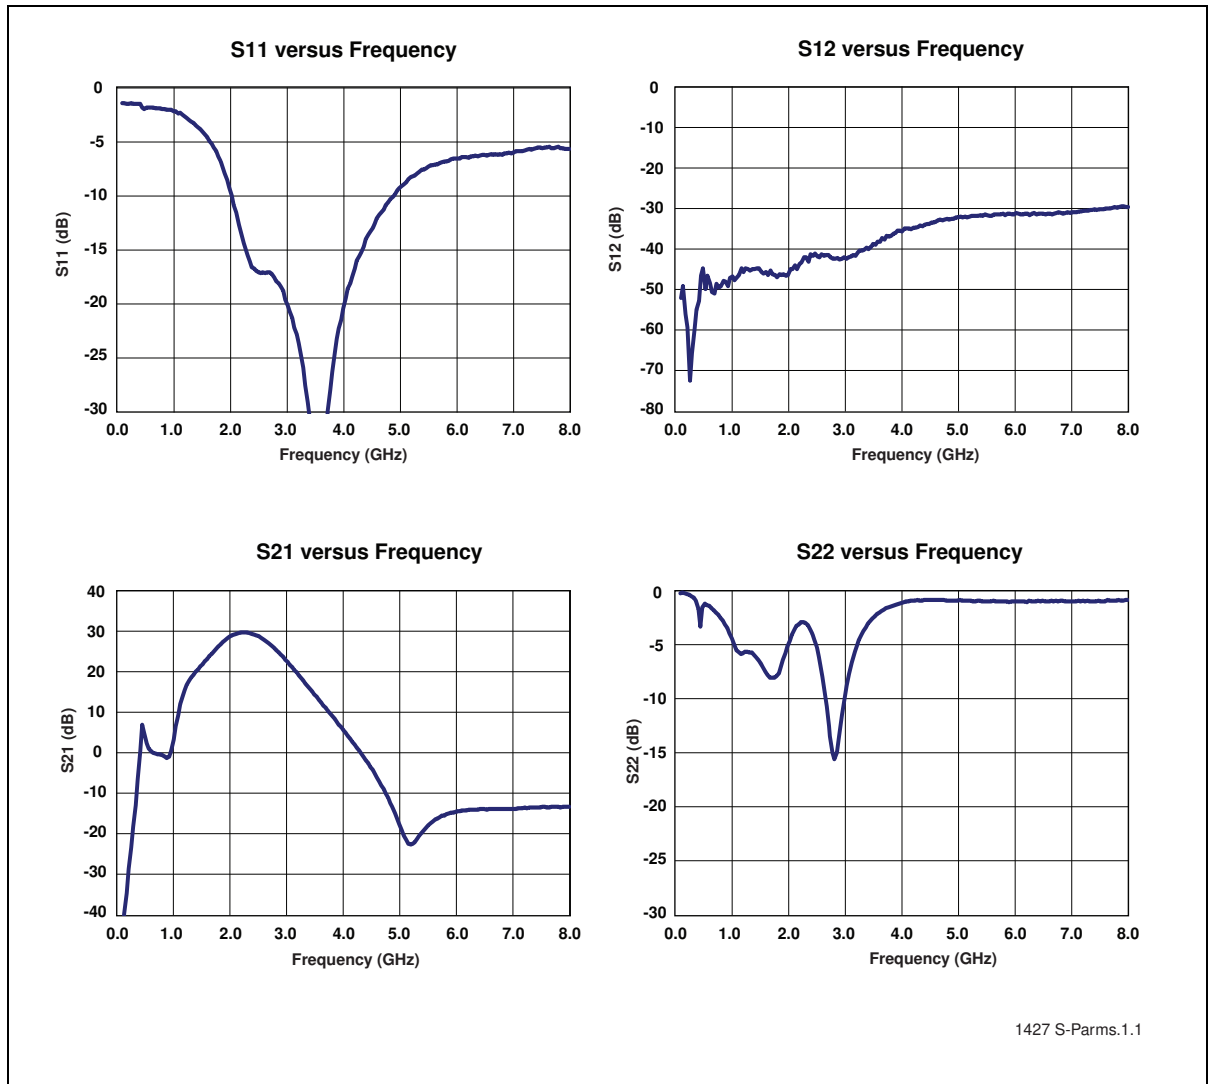 S11 versus Frequency
0
-5
-10
-15
-20
-25
-30
S11 (dB)
0.0 1.0 2.0 3.0 4.0 5.0 6.0 7.0 8.0
Frequency (GHz)
S12 versus Frequency
0
-10
-20
-30
-40
-50
-60
-70
-80
S12 (dB)
0.0 1.0 2.0 3.0 4.0 5.0 6.0 7.0 8.0
Frequency (GHz)
S21 versus Frequency
40
30
20
10
0
-10
-20
-30
-40
S21 (dB)
0.0 1.0 2.0 3.0 4.0 5.0 6.0 7.0 8.0
Frequency (GHz)
S22 versus Frequency
0
-5
-10
-15
-20
-25
-30
S22 (dB)
0.0 1.0 2.0 3.0 4.0 5.0 6.0 7.0 8.0
Frequency (GHz)
1427 S-Parms.1.1